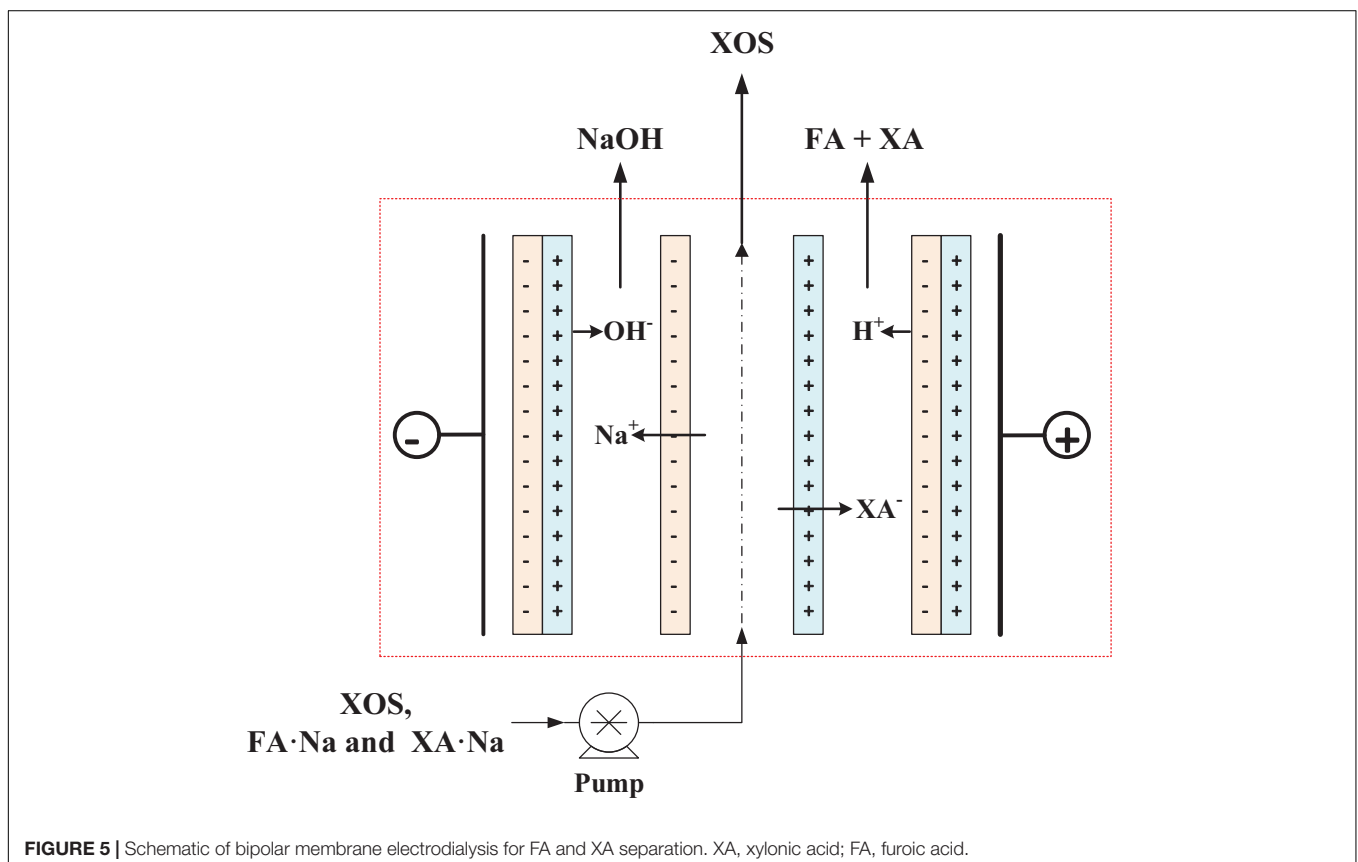 XOS
NaOH
FA + XA
OH-
H+
Na+
XA-
-
+
XOS,
FA·Na and XA·Na
Pump
FIGURE 5 | Schematic of bipolar membrane electrodialysis for FA and XA separation. XA, xylonic acid; FA, furoic acid.